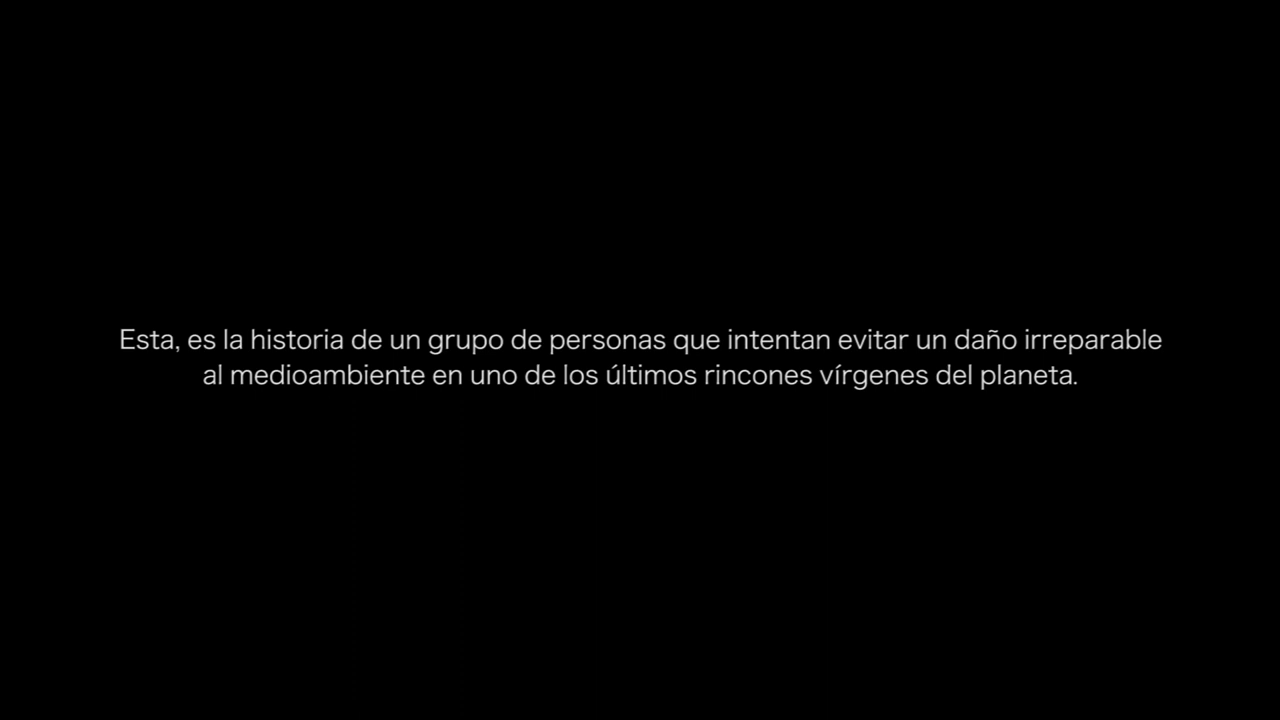 Esta, es la historia de un grupo de personas que intentan evitar un daño irreparable
al medioambiente en uno de los últimos rincones vírgenes del planeta.